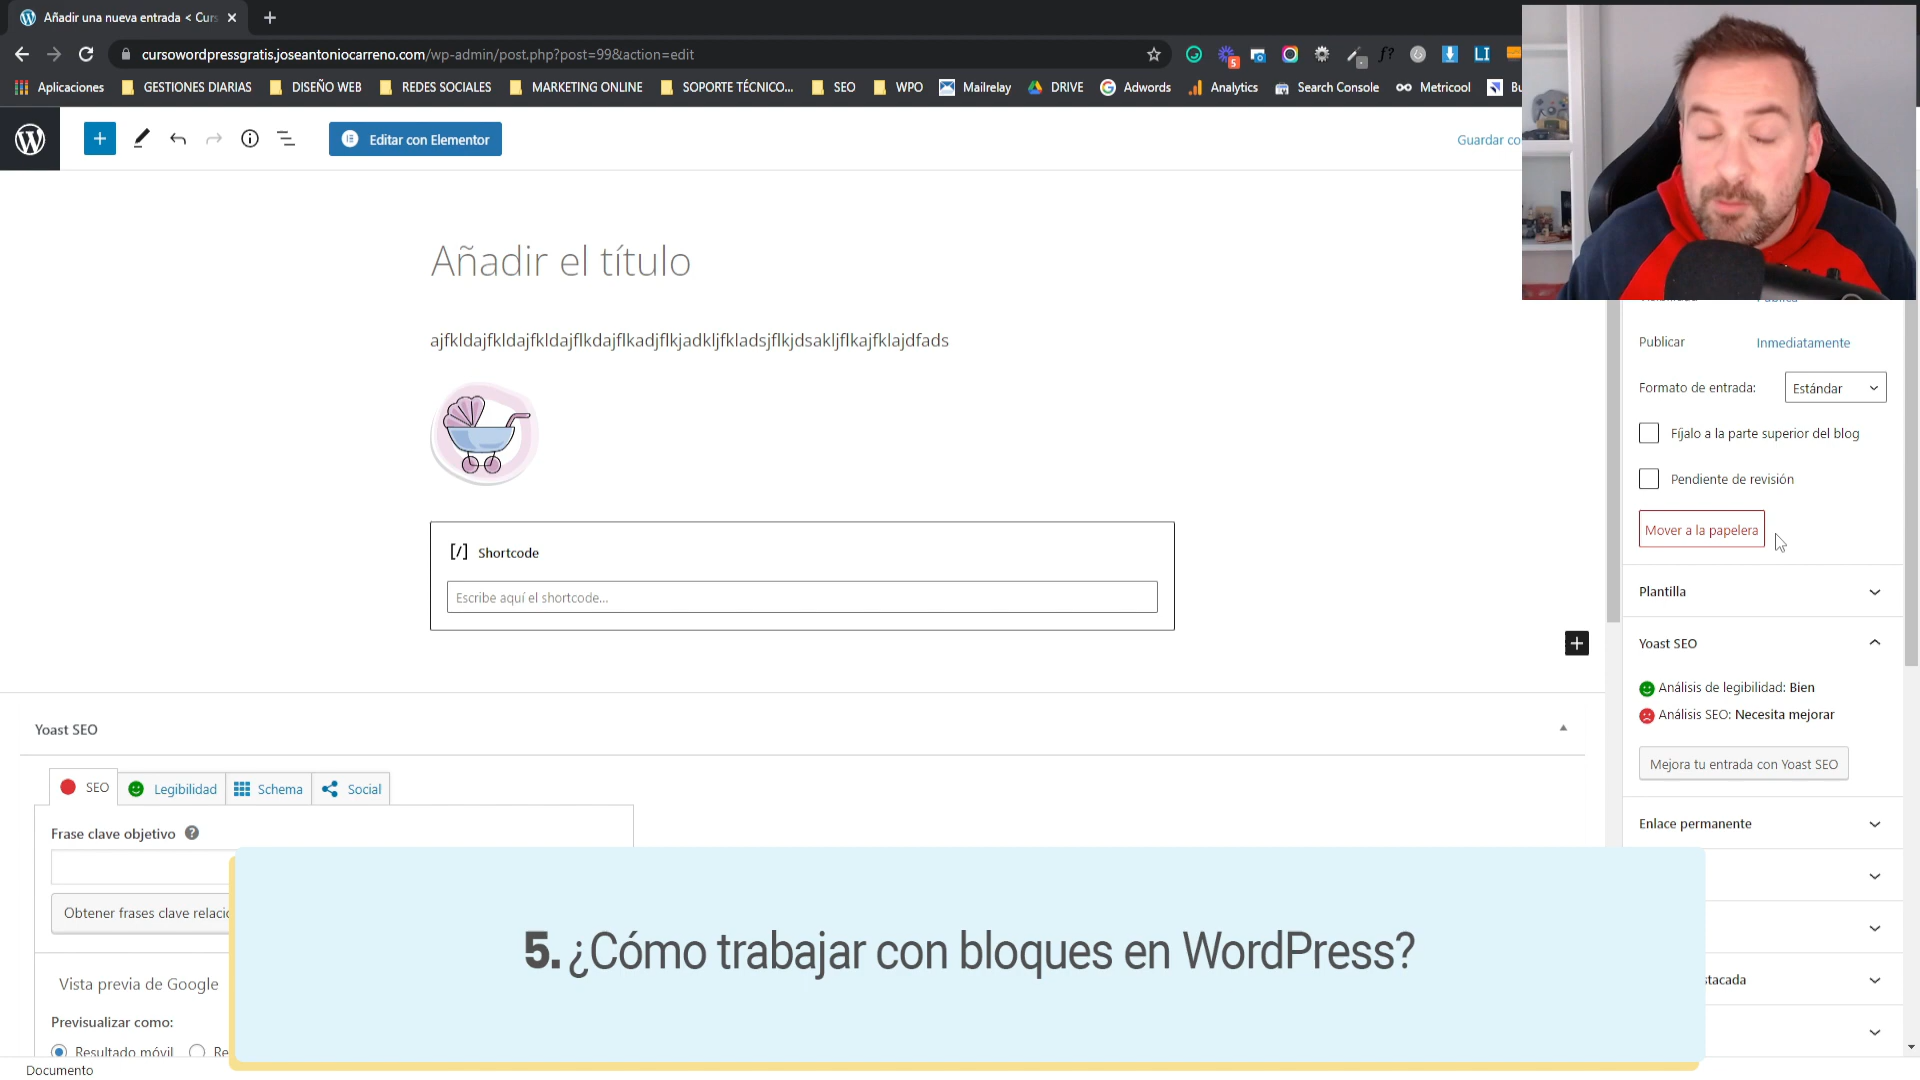 Añadir una nueva entrada < Curs
cursowordpressgratis.joseantoniocarreno.com/wp-admin/post.php?post=99&action=edit
5
f?
LI
Aplicaciones
GESTIONES DIARIAS
DISEÑO WEB
REDES SOCIALES
MARKETING ONLINE
SOPORTE TÉCNICO...
SEO
WPO
Mailrelay
DRIVE
Adwords
Analytics
Search Console
Metricool
Bu
Editar con Elementor
Guardar co
Añadir el título
ajfkldajfkldajfkldajflkdajflkadjflkjadkljfkladsjflkjdsakljflkajfklajdfads
[/] Shortcode
Escribe aquí el shortcode...
Publicar
Inmediatamente
Formato de entrada:
Estándar
Fíjalo a la parte superior del blog
Pendiente de revisión
Mover a la papelera
Plantilla
Yoast SEO
Análisis de legibilidad: Bien
Análisis SEO: Necesita mejorar
Mejora tu entrada con Yoast SEO
Enlace permanente
stacada
Yoast SEO
SEO
Legibilidad
Schema
Social
Frase clave objetivo
Obtener frases clave relacio
Vista previa de Google
Previsualizar como:
Resultado móvil
Re
Documento
5. ¿Cómo trabajar con bloques en WordPress?